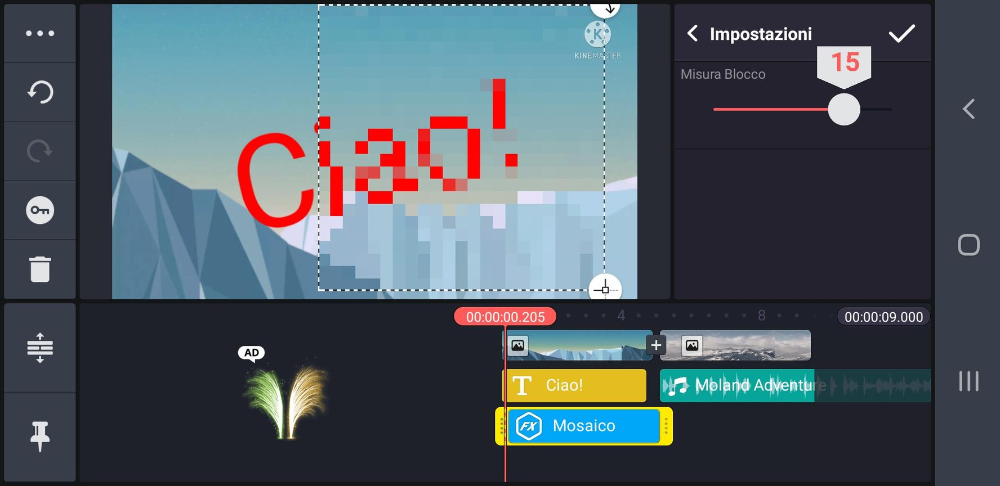 Impostazioni
K
KINEMASTER
15
Misura Blocco
Ciao!
00:00:00.205
4
8
00:00:09.000
AD
T Ciao!
Moland Adventure
FX Mosaico